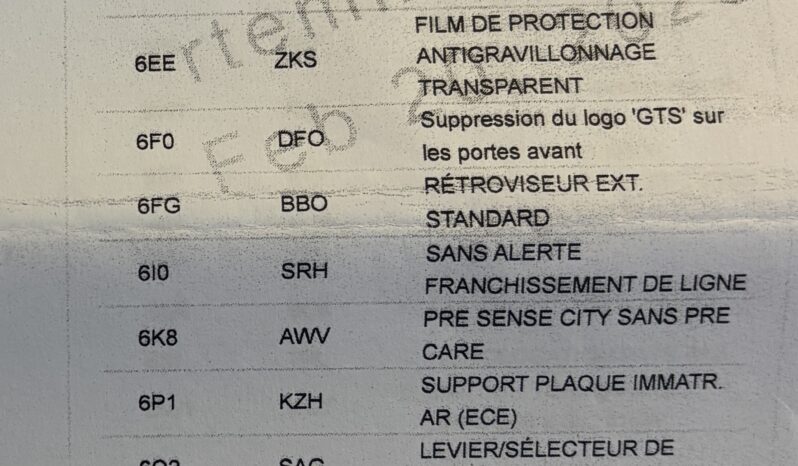 FILM DE PROTECTION
6EE ZKS ANTIGRAVILLONNAGE
TRANSPARENT
6F0 DFO Suppression du logo 'GTS' sur
les portes avant
6FG BBO RÉTROVISEUR EXT.
STANDARD
6I0 SRH SANS ALERTE
FRANCHISSEMENT DE LIGNE
6K8 AWV PRE SENSE CITY SANS PRE
CARE
6P1 KZH SUPPORT PLAQUE IMMATR.
AR (ECE)
LEVIER/SÉLECTEUR DE
Feb 20